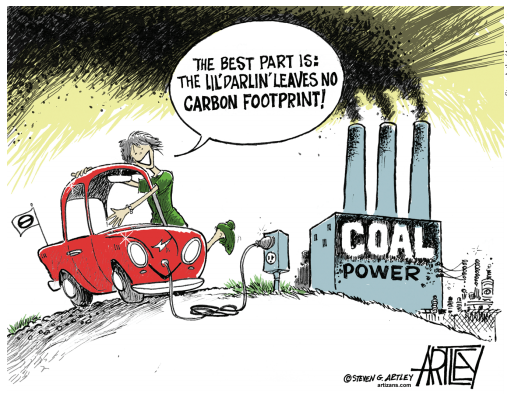 THE BEST PART IS:
THE LIL' DARLIN' LEAVES NO
CARBON FOOTPRINT!
COAL
POWER
ARTLEY
© STEVEN G. ARTLEY
artizans.com